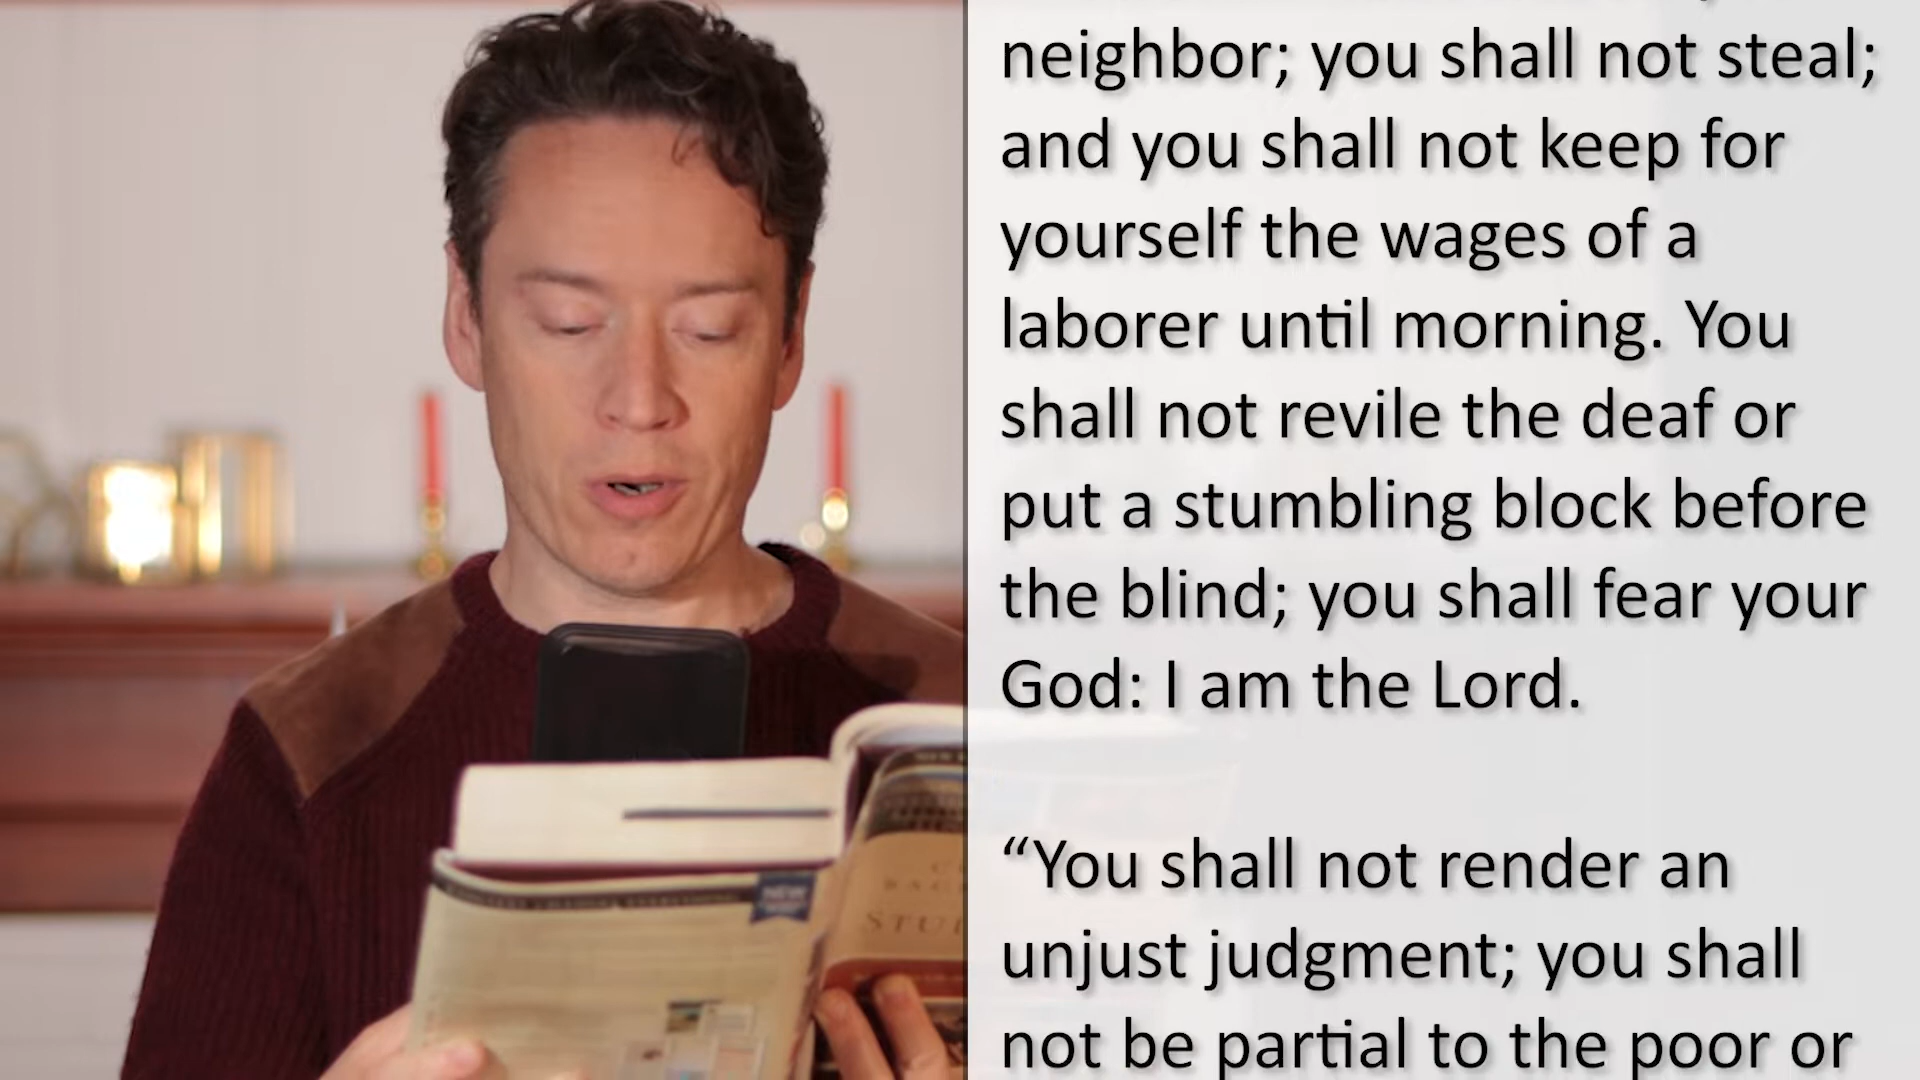 neighbor; you shall not steal;
and you shall not keep for
yourself the wages of a
laborer until morning. You
shall not revile the deaf or
put a stumbling block before
the blind; you shall fear your
God: I am the Lord.
“You shall not render an
unjust judgment; you shall
not be partial to the poor or
NEW